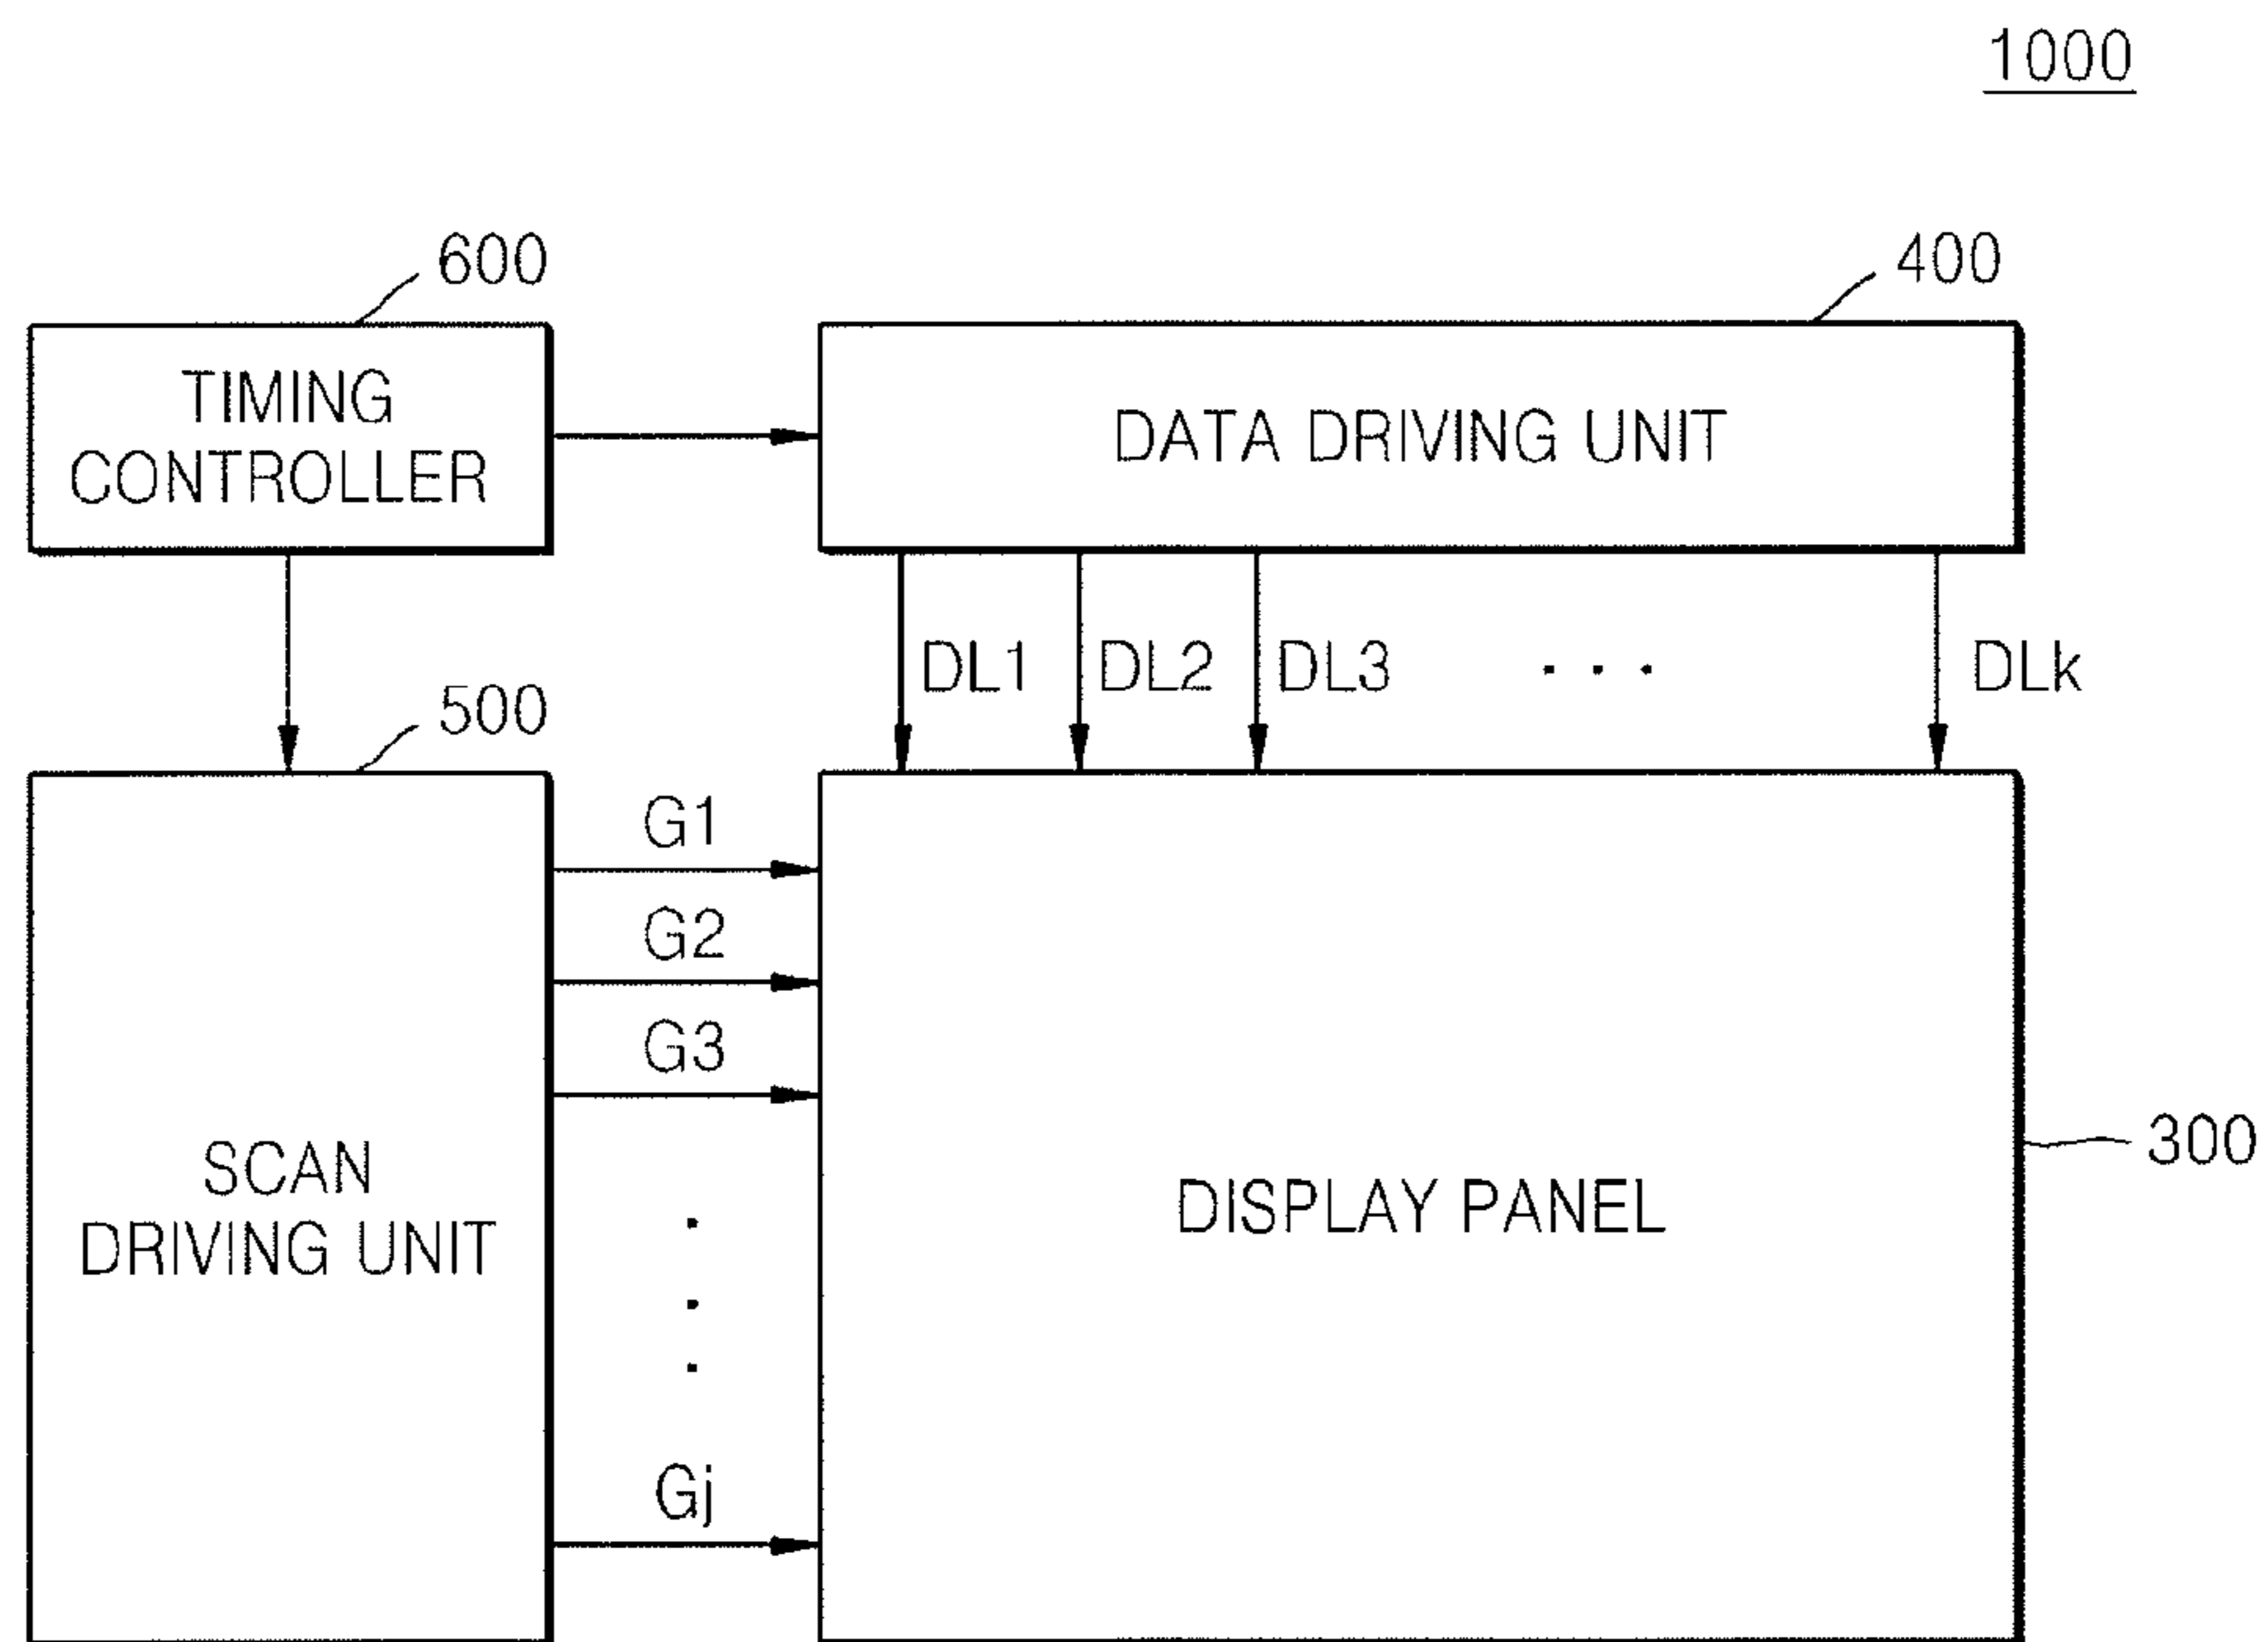 1000
600
400
TIMING
CONTROLLER
DATA DRIVING UNIT
DL1 DL2 DL3 . . . DLk
500
G1
G2
G3
SCAN
DRIVING UNIT
.
.
.
Gj
DISPLAY PANEL
300